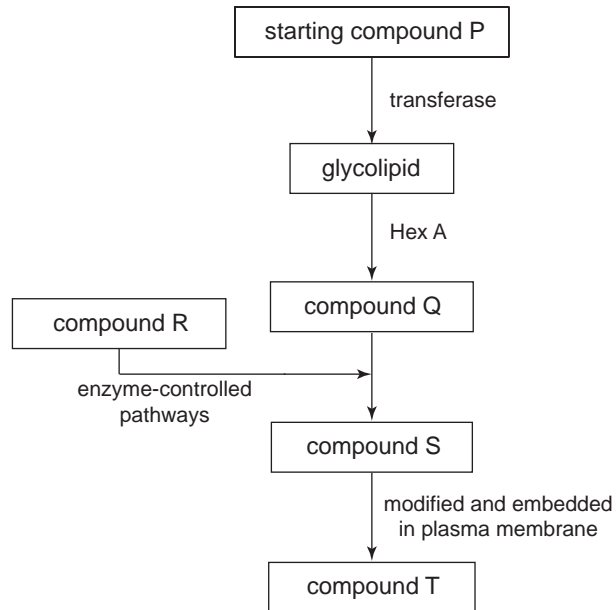 starting compound P
transferase
glycolipid
Hex A
compound Q
compound R
enzyme-controlled
pathways
compound S
modified and embedded
in plasma membrane
compound T